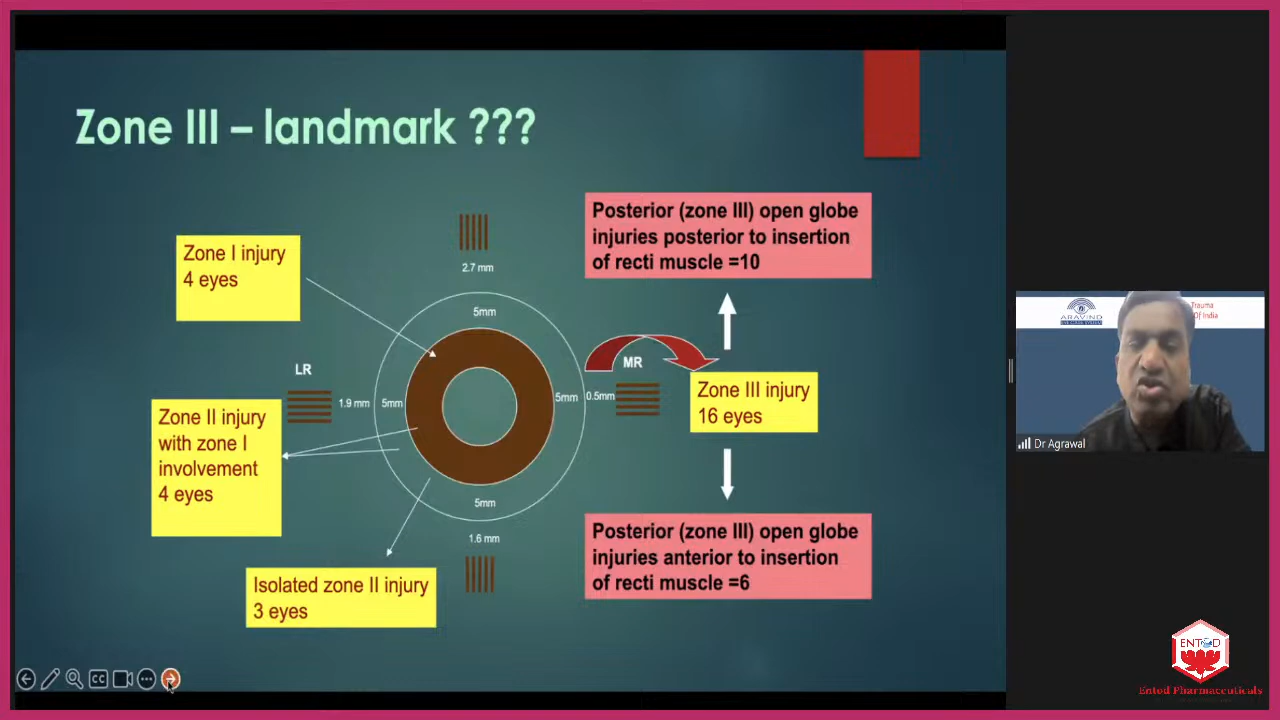 Zone III – landmark ???
Zone I injury
4 eyes
2.7 mm
5mm
Posterior (zone III) open globe
injuries posterior to insertion
of recti muscle =10
LR
1.9 mm
5mm
5mm
0.5mm
MR
Zone III injury
16 eyes
Zone II injury
with zone I
involvement
4 eyes
5mm
1.6 mm
Isolated zone II injury
3 eyes
Posterior (zone III) open globe
injuries anterior to insertion
of recti muscle =6
CC
ARAVIND
Trauma
Of India
Dr Agrawal
ENTOD
Entod Pharmaceuticals